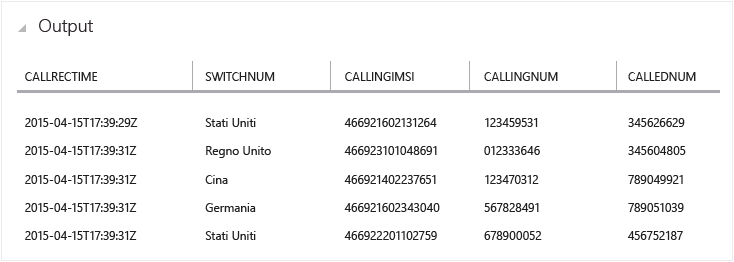 Output
CALLRECTIME SWITCHNUM CALLINGIMSI CALLINGNUM CALLEDNUM
2015-04-15T17:39:29Z Stati Uniti 466921602131264 123459531 345626629
2015-04-15T17:39:31Z Regno Unito 466923101048691 012333646 345604805
2015-04-15T17:39:31Z Cina 466921402237651 123470312 789049921
2015-04-15T17:39:31Z Germania 466921602343040 567828491 789051039
2015-04-15T17:39:31Z Stati Uniti 466922201102759 678900052 456752187